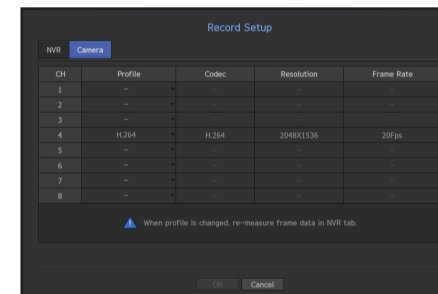 Record Setup
NVR Camera
CH Profile Codec Resolution Frame Rate
1 – – – –
2 – – – –
3 – – – –
4 H.264 H.264 2048X1536 20Fps
5 – – – –
6 – – – –
7 – – – –
8 – – – –
When profile is changed, re-measure frame data in NVR tab.
OK Cancel